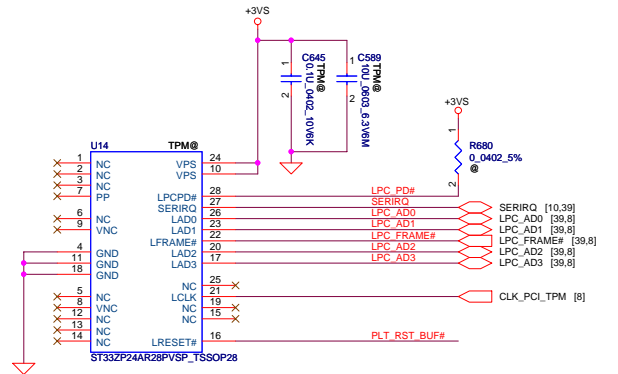 +3VS
C645
TPM@
0.1U_0402_10V6K
1
2
C589
TPM@
10U_0603_6.3V6M
1
2
+3VS
R680
0_0402_5%
@
1
2
U14 TPM@
1 NC VPS 24
2 NC VPS 10
3 NC
7 PP LPCPD# 28 LPC_PD#
SERIRQ 27 SERIRQ SERIRQ [10,39]
6 NC LAD0 26 LPC_AD0 LPC_AD0 [39,8]
9 VNC LAD1 23 LPC_AD1 LPC_AD1 [39,8]
LFRAME# 22 LPC_FRAME# LPC_FRAME# [39,8]
4 GND LAD2 20 LPC_AD2 LPC_AD2 [39,8]
11 GND LAD3 17 LPC_AD3 LPC_AD3 [39,8]
18 GND
NC 25
5 NC LCLK 21 CLK_PCI_TPM [8]
8 VNC NC 19
12 NC NC 15
13 NC
14 NC LRESET# 16 PLT_RST_BUF#
ST33ZP24AR28PVSP_TSSOP28